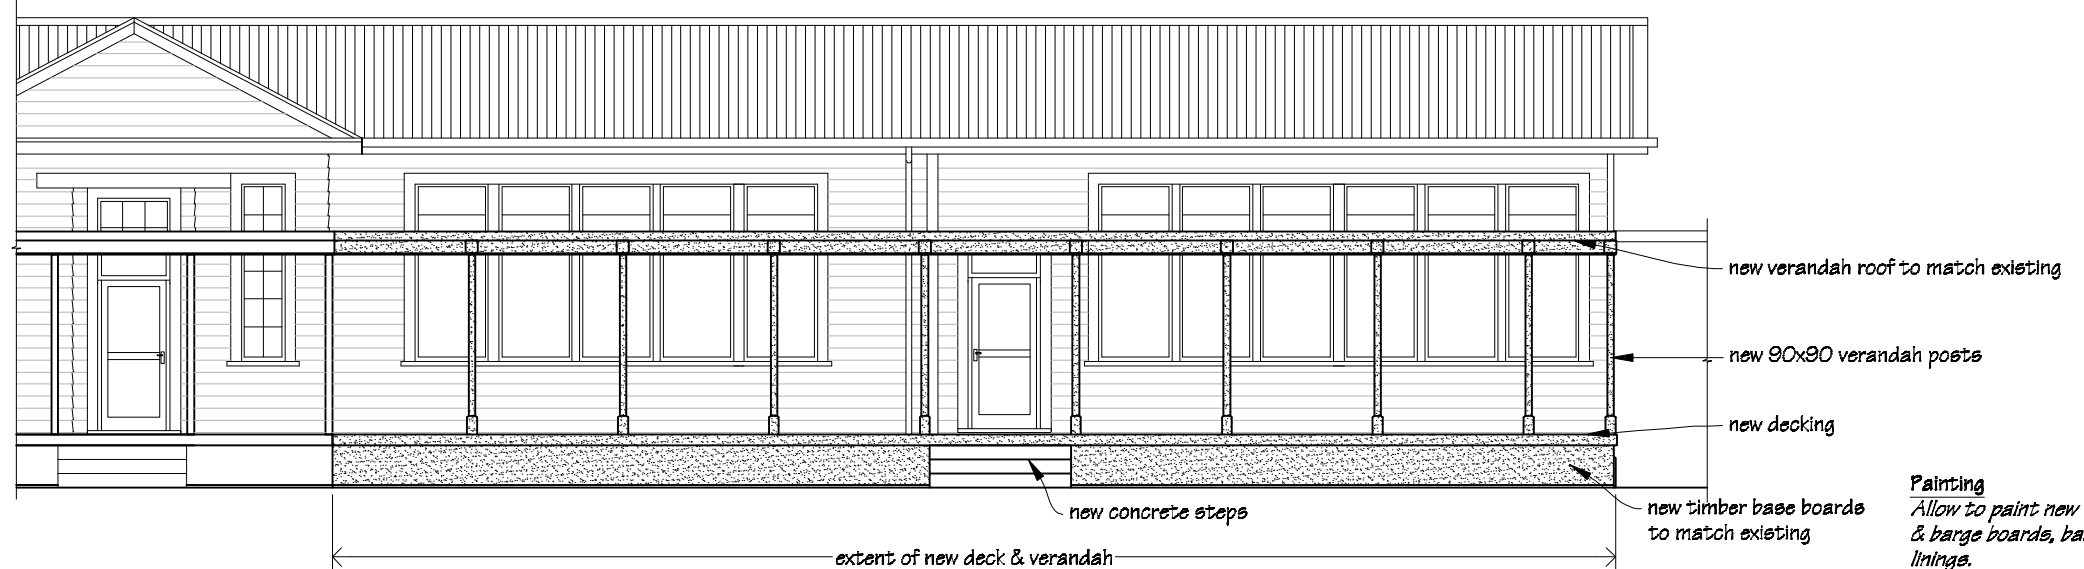 new verandah roof to match existing
new 90x90 verandah posts
new decking
new timber base boards
to match existing
new concrete steps
extent of new deck & verandah
Painting
Allow to paint new
& barge boards, ba
linings.